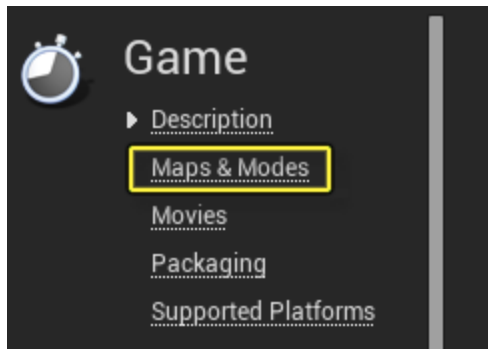 Game
Description
Maps & Modes
Movies
Packaging
Supported Platforms